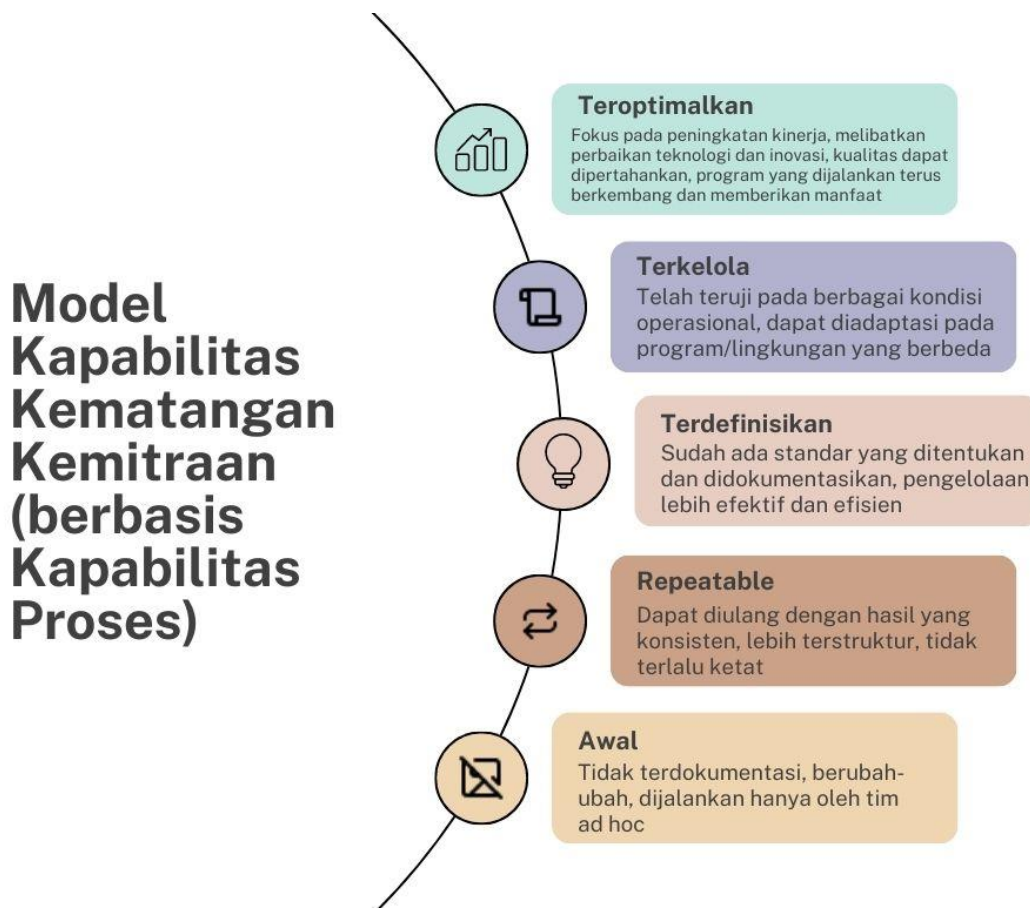 Model
Kapabilitas
Kematangan
Kemitraan
(berbasis
Kapabilitas
Proses)
Teroptimalkan
Fokus pada peningkatan kinerja, melibatkan
perbaikan teknologi dan inovasi, kualitas dapat
dipertahankan, program yang dijalankan terus
berkembang dan memberikan manfaat
Terkelola
Telah teruji pada berbagai kondisi
operasional, dapat diadaptasi pada
program/lingkungan yang berbeda
Terdefinisikan
Sudah ada standar yang ditentukan
dan didokumentasikan, pengelolaan
lebih efektif dan efisien
Repeatable
Dapat diulang dengan hasil yang
konsisten, lebih terstruktur, tidak
terlalu ketat
Awal
Tidak terdokumentasi, berubah-
ubah, dijalankan hanya oleh tim
ad hoc